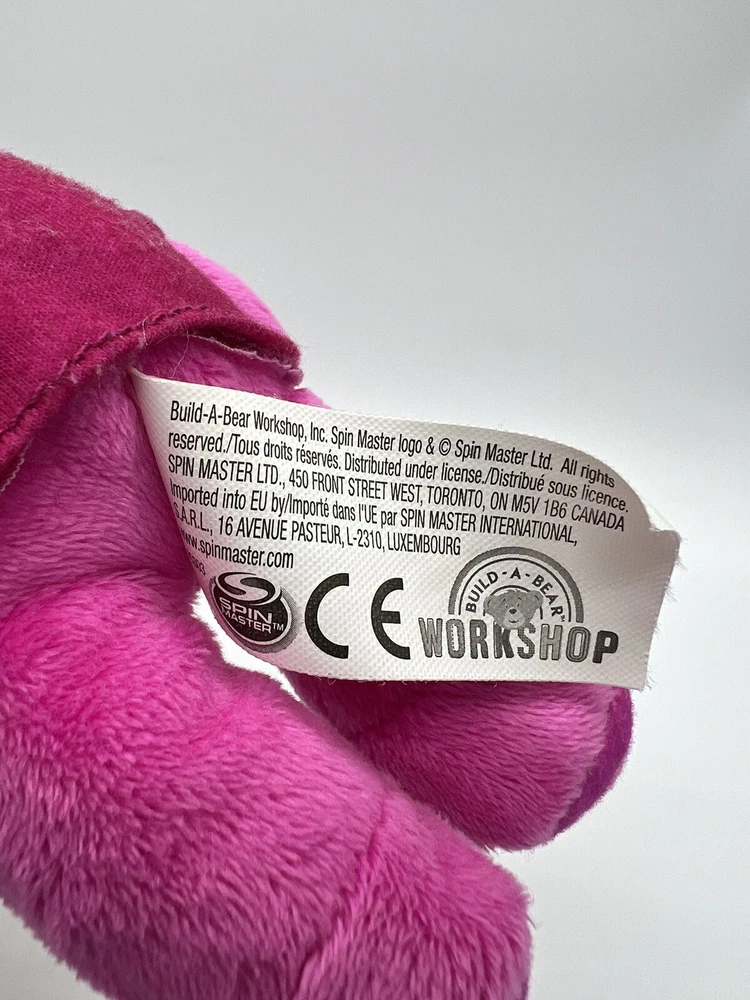 Build-A-Bear Workshop, Inc. Spin Master logo & © Spin Master Ltd. All rights
reserved./Tous droits réservés. Distributed under license./Distribué sous licence.
SPIN MASTER LTD., 450 FRONT STREET WEST, TORONTO, ON M5V 1B6 CANADA
Imported into EU by/Importé dans l'UE par SPIN MASTER INTERNATIONAL,
S.A.R.L., 16 AVENUE PASTEUR, L-2310, LUXEMBOURG
www.spinmaster.com
SPIN
MASTER™
CE
BUILD-A-BEAR
WORKSHOP